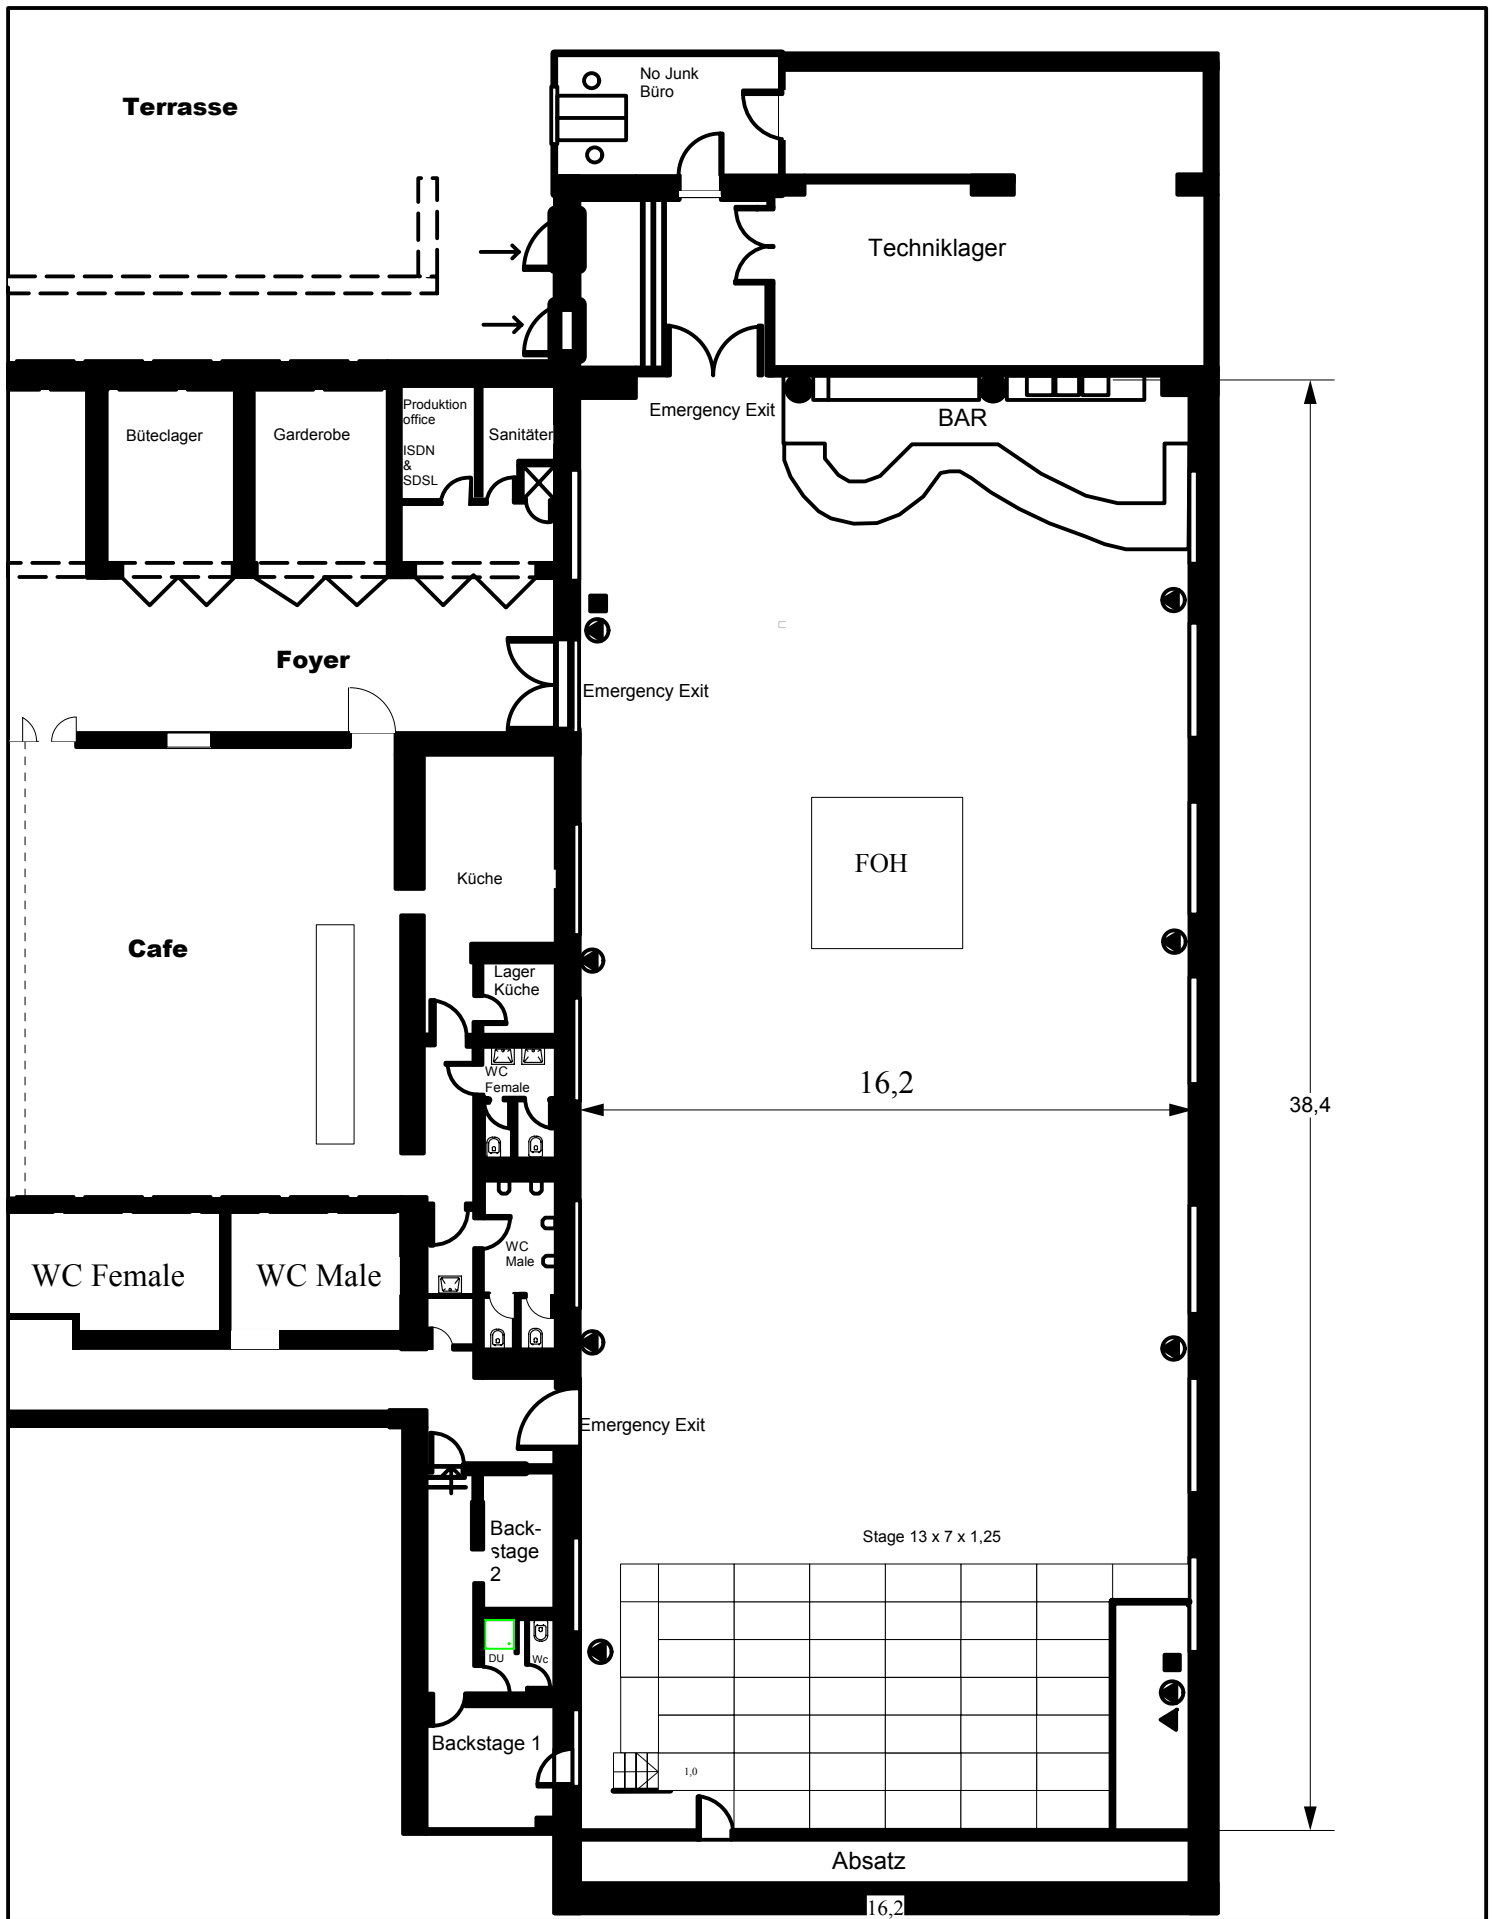 No Junk
Büro
Terrasse
Techniklager
Produktion
office
ISDN
&
SDSL
Sanitäter
Büteclager
Garderobe
Emergency Exit
BAR
Foyer
Emergency Exit
FOH
Küche
Cafe
Lager
Küche
WC
Female
16,2
38,4
WC
Male
WC Female
WC Male
Emergency Exit
Back-
stage
2
Stage 13 x 7 x 1,25
DU
Wc
Backstage 1
1,0
Absatz
16,2